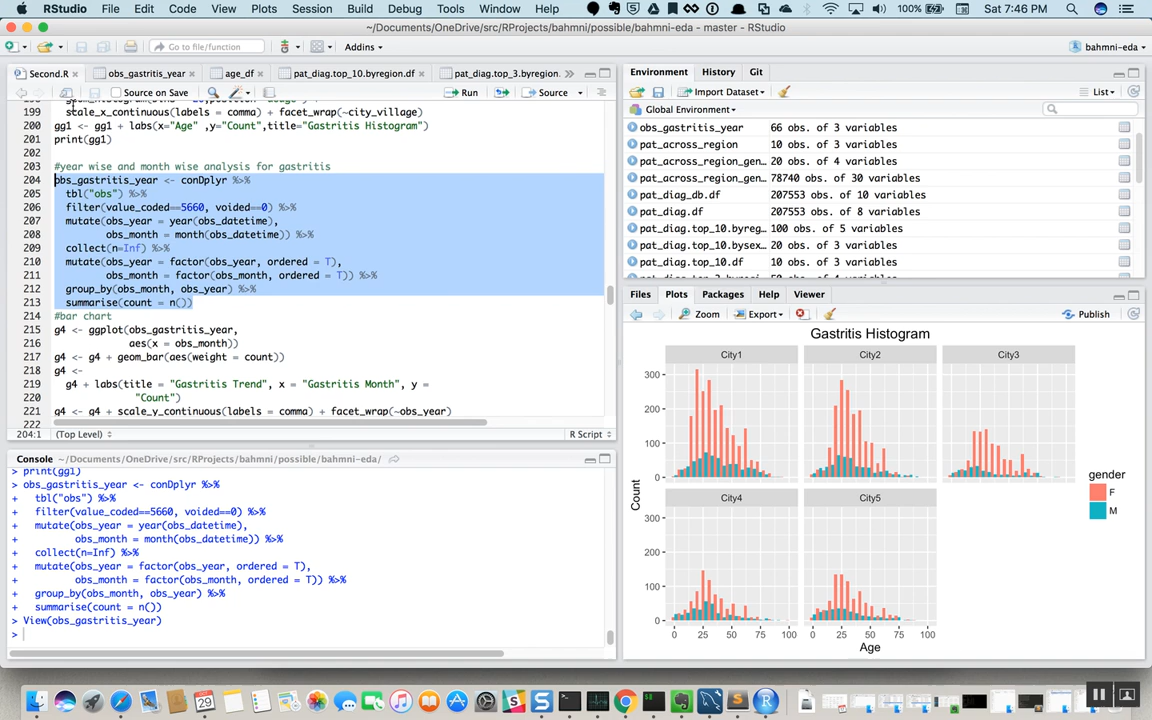 RStudio File Edit Code View Plots Session Build Debug Tools Window Help 100% Sat 7:46 PM
~/Documents/OneDrive/src/RProjects/bahmni/possible/bahmni-eda - master - RStudio
Go to file/function Addins bahmni-eda
Second.R obs_gastritis_year age_df pat_diag.top_10.byregion.df pat_diag.top_3.byregion.
Source on Save Run Source
199 scale_x_continuous(labels = comma) + facet_wrap(~city_village)
200 gg1 <- gg1 + labs(x="Age" ,y="Count",title="Gastritis Histogram")
201 print(gg1)
202
203 #year wise and month wise analysis for gastritis
204 obs_gastritis_year <- conDplyr %>%
205 tbl("obs") %>%
206 filter(value_coded==5660, voided==0) %>%
207 mutate(obs_year = year(obs_datetime),
208 obs_month = month(obs_datetime)) %>%
209 collect(n=Inf) %>%
210 mutate(obs_year = factor(obs_year, ordered = T),
211 obs_month = factor(obs_month, ordered = T)) %>%
212 group_by(obs_month, obs_year) %>%
213 summarise(count = n())
214 #bar chart
215 g4 <- ggplot(obs_gastritis_year,
216 aes(x = obs_month))
217 g4 <- g4 + geom_bar(aes(weight = count))
218 g4 <-
219 g4 + labs(title = "Gastritis Trend", x = "Gastritis Month", y =
220 "Count")
221 g4 <- g4 + scale_y_continuous(labels = comma) + facet_wrap(~obs_year)
222
204:1 (Top Level) R Script
Console ~/Documents/OneDrive/src/RProjects/bahmni/possible/bahmni-eda/
> print(gg1)
> obs_gastritis_year <- conDplyr %>%
+ tbl("obs") %>%
+ filter(value_coded==5660, voided==0) %>%
+ mutate(obs_year = year(obs_datetime),
+ obs_month = month(obs_datetime)) %>%
+ collect(n=Inf) %>%
+ mutate(obs_year = factor(obs_year, ordered = T),
+ obs_month = factor(obs_month, ordered = T)) %>%
+ group_by(obs_month, obs_year) %>%
+ summarise(count = n())
> View(obs_gastritis_year)
>
Environment History Git
Import Dataset List
Global Environment
obs_gastritis_year 66 obs. of 3 variables
pat_across_region 10 obs. of 3 variables
pat_across_region_gen… 20 obs. of 4 variables
pat_across_region_gen… 78740 obs. of 30 variables
pat_diag_db.df 207553 obs. of 10 variables
pat_diag.df 207553 obs. of 8 variables
pat_diag.top_10.byreg… 100 obs. of 5 variables
pat_diag.top_10.bysex… 20 obs. of 3 variables
pat_diag.top_10.df 10 obs. of 3 variables
Files Plots Packages Help Viewer
Zoom Export Publish
Gastritis Histogram
City1 City2 City3
300
200
100
0
City4 City5
300
200
100
0
0 25 50 75 100 0 25 50 75 100
Count
Age
gender
F
M